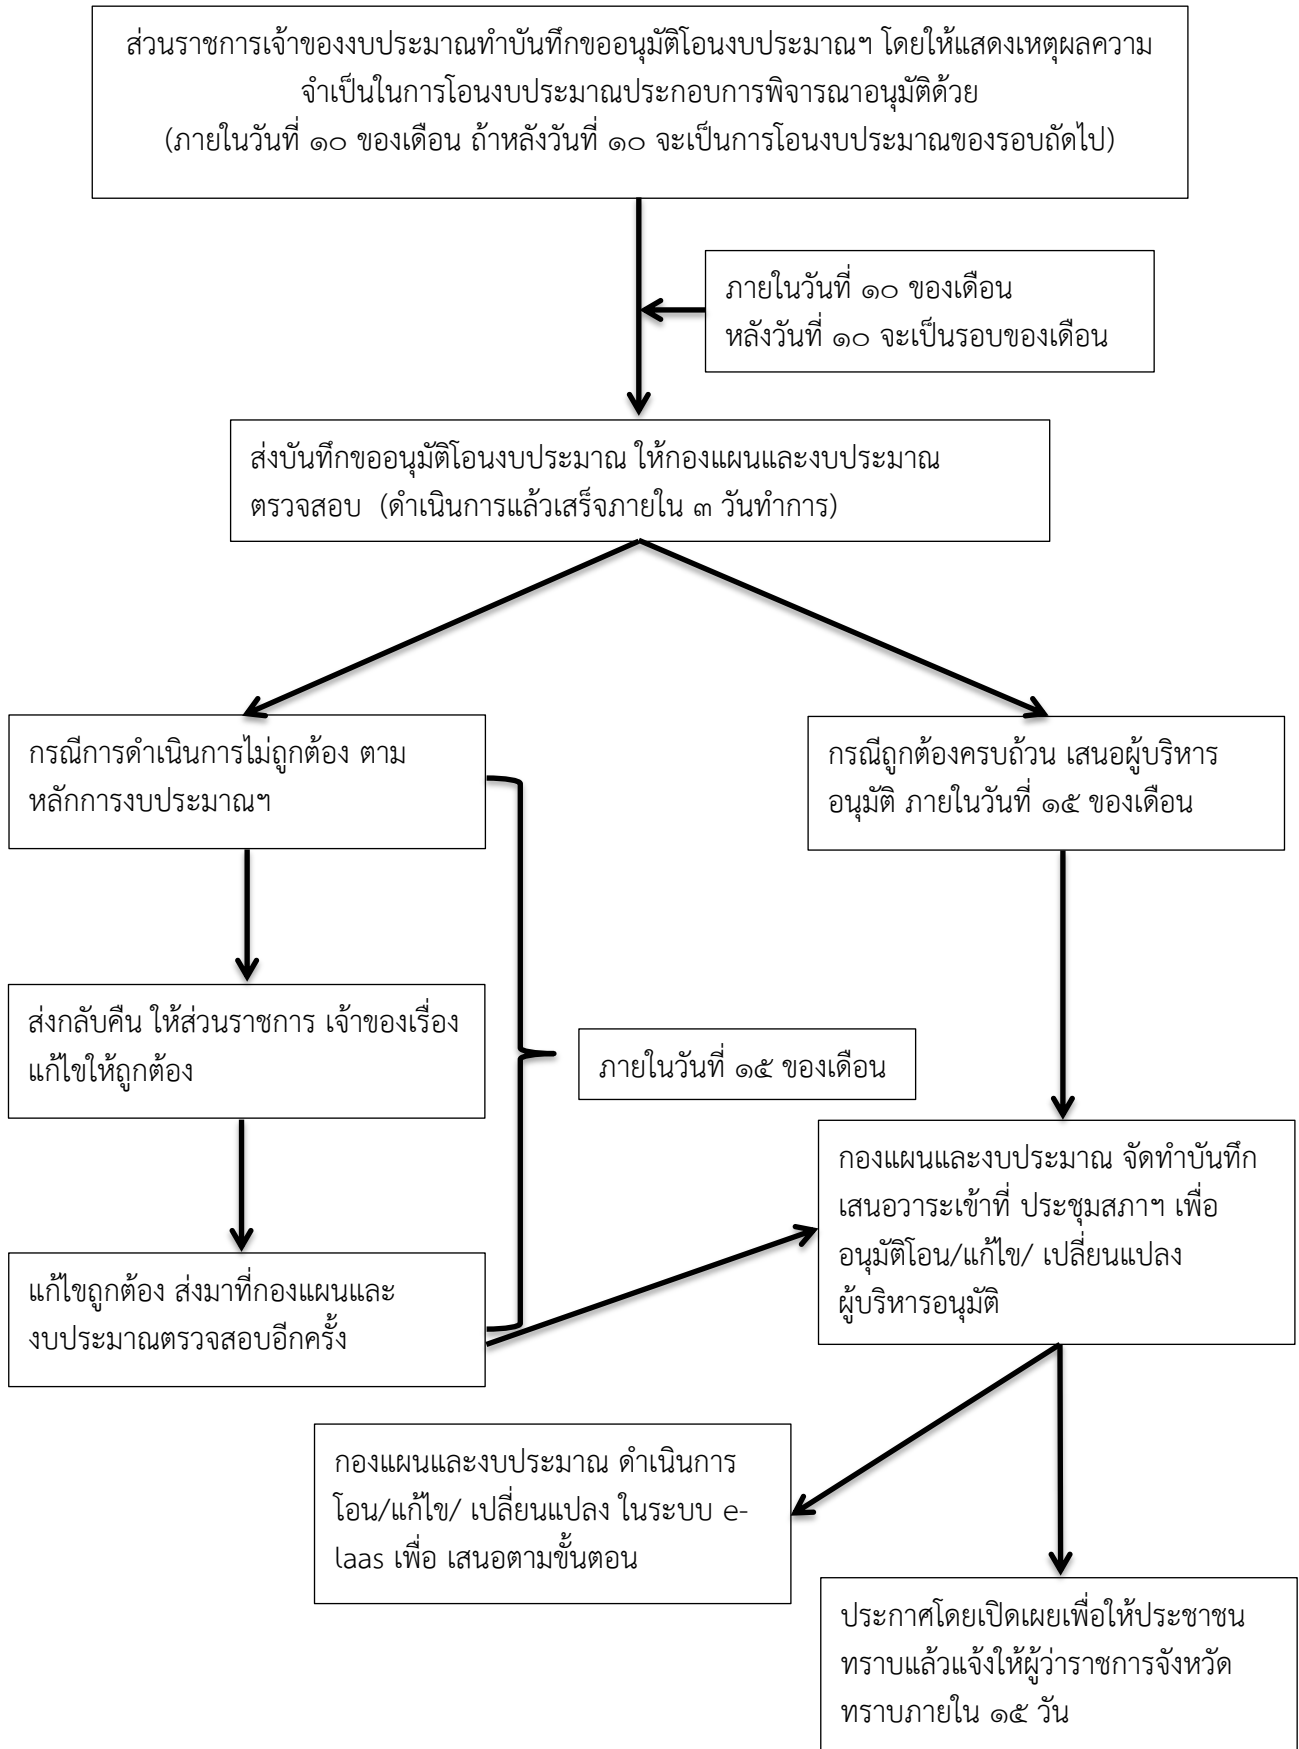 ส่วนราชการเจ้าของงบประมาณทำบันทึกขออนุมัติโอนงบประมาณฯ โดยให้แสดงเหตุผลความ
จำเป็นในการโอนงบประมาณประกอบการพิจารณาอนุมัติด้วย
(ภายในวันที่ ๑๐ ของเดือน ถ้าหลังวันที่ ๑๐ จะเป็นการโอนงบประมาณของรอบถัดไป)
ภายในวันที่ ๑๐ ของเดือน
หลังวันที่ ๑๐ จะเป็นรอบของเดือน
ส่งบันทึกขออนุมัติโอนงบประมาณ ให้กองแผนและงบประมาณ
ตรวจสอบ (ดำเนินการแล้วเสร็จภายใน ๓ วันทำการ)
กรณีการดำเนินการไม่ถูกต้อง ตาม
หลักการงบประมาณฯ
กรณีถูกต้องครบถ้วน เสนอผู้บริหาร
อนุมัติ ภายในวันที่ ๑๕ ของเดือน
ส่งกลับคืน ให้ส่วนราชการ เจ้าของเรื่อง
แก้ไขให้ถูกต้อง
ภายในวันที่ ๑๕ ของเดือน
กองแผนและงบประมาณ จัดทำบันทึก
เสนอวาระเข้าที่ ประชุมสภาฯ เพื่อ
อนุมัติโอน/แก้ไข/ เปลี่ยนแปลง
ผู้บริหารอนุมัติ
แก้ไขถูกต้อง ส่งมาที่กองแผนและ
งบประมาณตรวจสอบอีกครั้ง
กองแผนและงบประมาณ ดำเนินการ
โอน/แก้ไข/ เปลี่ยนแปลง ในระบบ e-
laas เพื่อ เสนอตามขั้นตอน
ประกาศโดยเปิดเผยเพื่อให้ประชาชน
ทราบแล้วแจ้งให้ผู้ว่าราชการจังหวัด
ทราบภายใน ๑๕ วัน